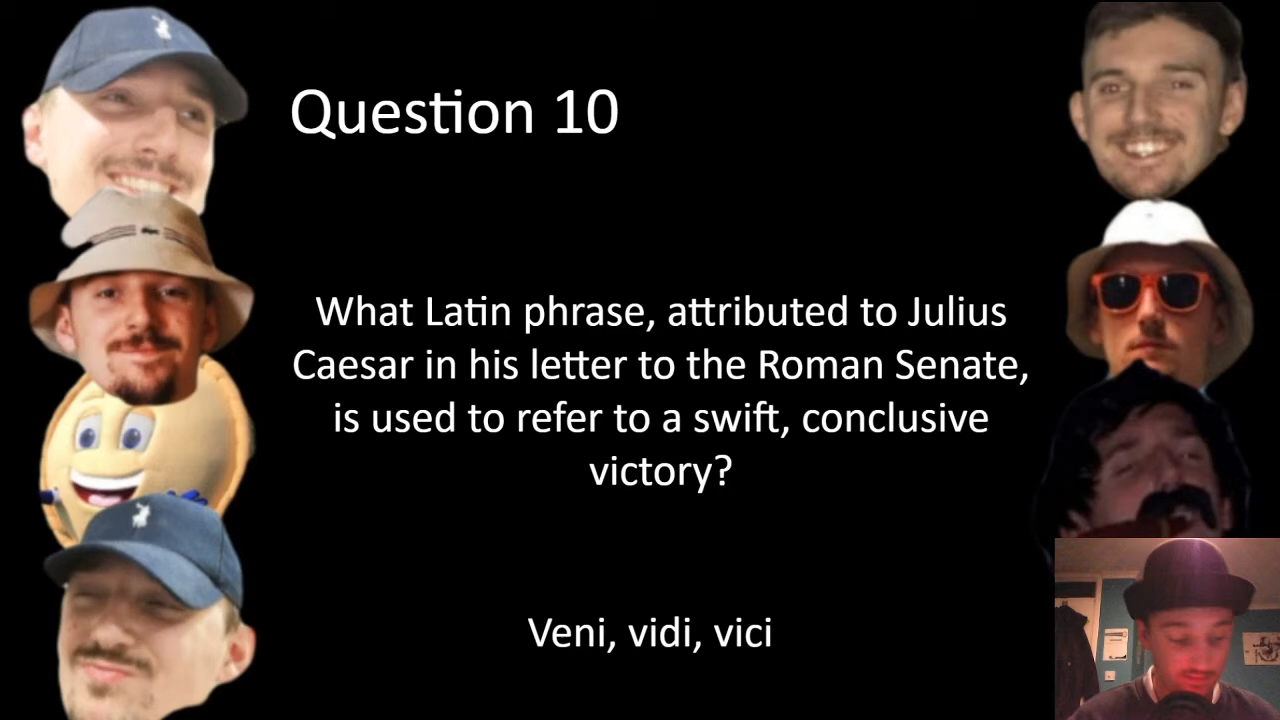 Question 10
What Latin phrase, attributed to Julius
Caesar in his letter to the Roman Senate,
is used to refer to a swift, conclusive
victory?
Veni, vidi, vici